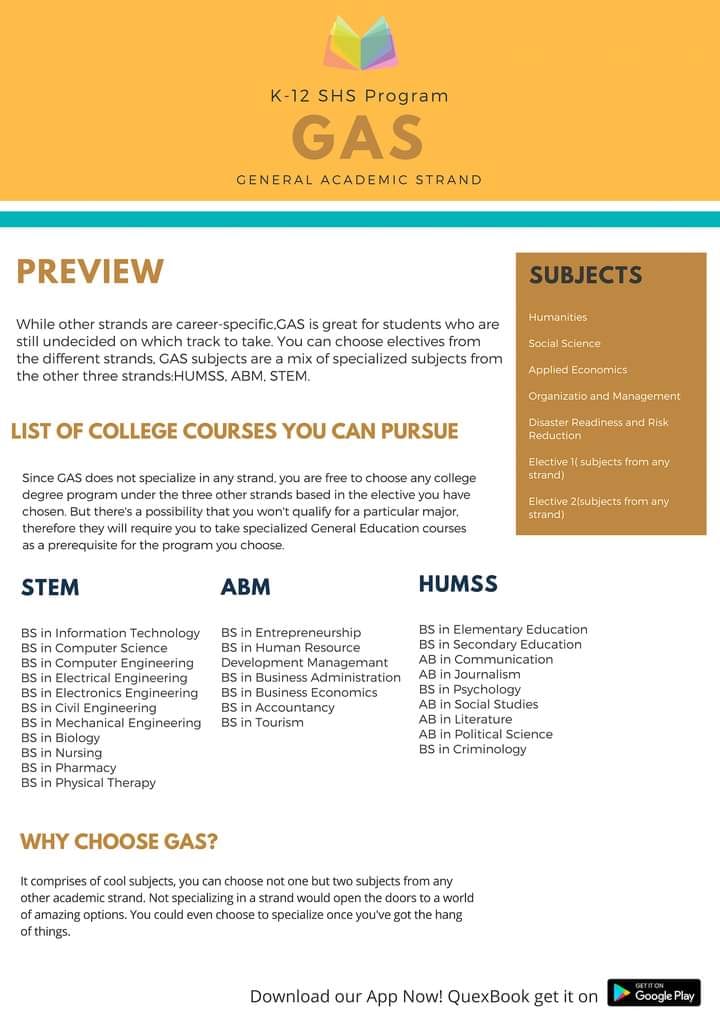 K-12 SHS Program
GAS
GENERAL ACADEMIC STRAND
PREVIEW
While other strands are career-specific,GAS is great for students who are
still undecided on which track to take. You can choose electives from
the different strands, GAS subjects are a mix of specialized subjects from
the other three strands:HUMSS, ABM, STEM.
SUBJECTS
Humanities
Social Science
Applied Economics
Organizatio and Management
Disaster Readiness and Risk
Reduction
Elective 1( subjects from any
strand)
Elective 2(subjects from any
strand)
LIST OF COLLEGE COURSES YOU CAN PURSUE
Since GAS does not specialize in any strand, you are free to choose any college
degree program under the three other strands based in the elective you have
chosen. But there's a possibility that you won't qualify for a particular major,
therefore they will require you to take specialized General Education courses
as a prerequisite for the program you choose.
STEM
BS in Information Technology
BS in Computer Science
BS in Computer Engineering
BS in Electrical Engineering
BS in Electronics Engineering
BS in Civil Engineering
BS in Mechanical Engineering
BS in Biology
BS in Nursing
BS in Pharmacy
BS in Physical Therapy
ABM
BS in Entrepreneurship
BS in Human Resource
Development Managemant
BS in Business Administration
BS in Business Economics
BS in Accountancy
BS in Tourism
HUMSS
BS in Elementary Education
BS in Secondary Education
AB in Communication
AB in Journalism
BS in Psychology
AB in Social Studies
AB in Literature
AB in Political Science
BS in Criminology
WHY CHOOSE GAS?
It comprises of cool subjects, you can choose not one but two subjects from any
other academic strand. Not specializing in a strand would open the doors to a world
of amazing options. You could even choose to specialize once you've got the hang
of things.
Download our App Now! QuexBook get it on
GET IT ON
Google Play